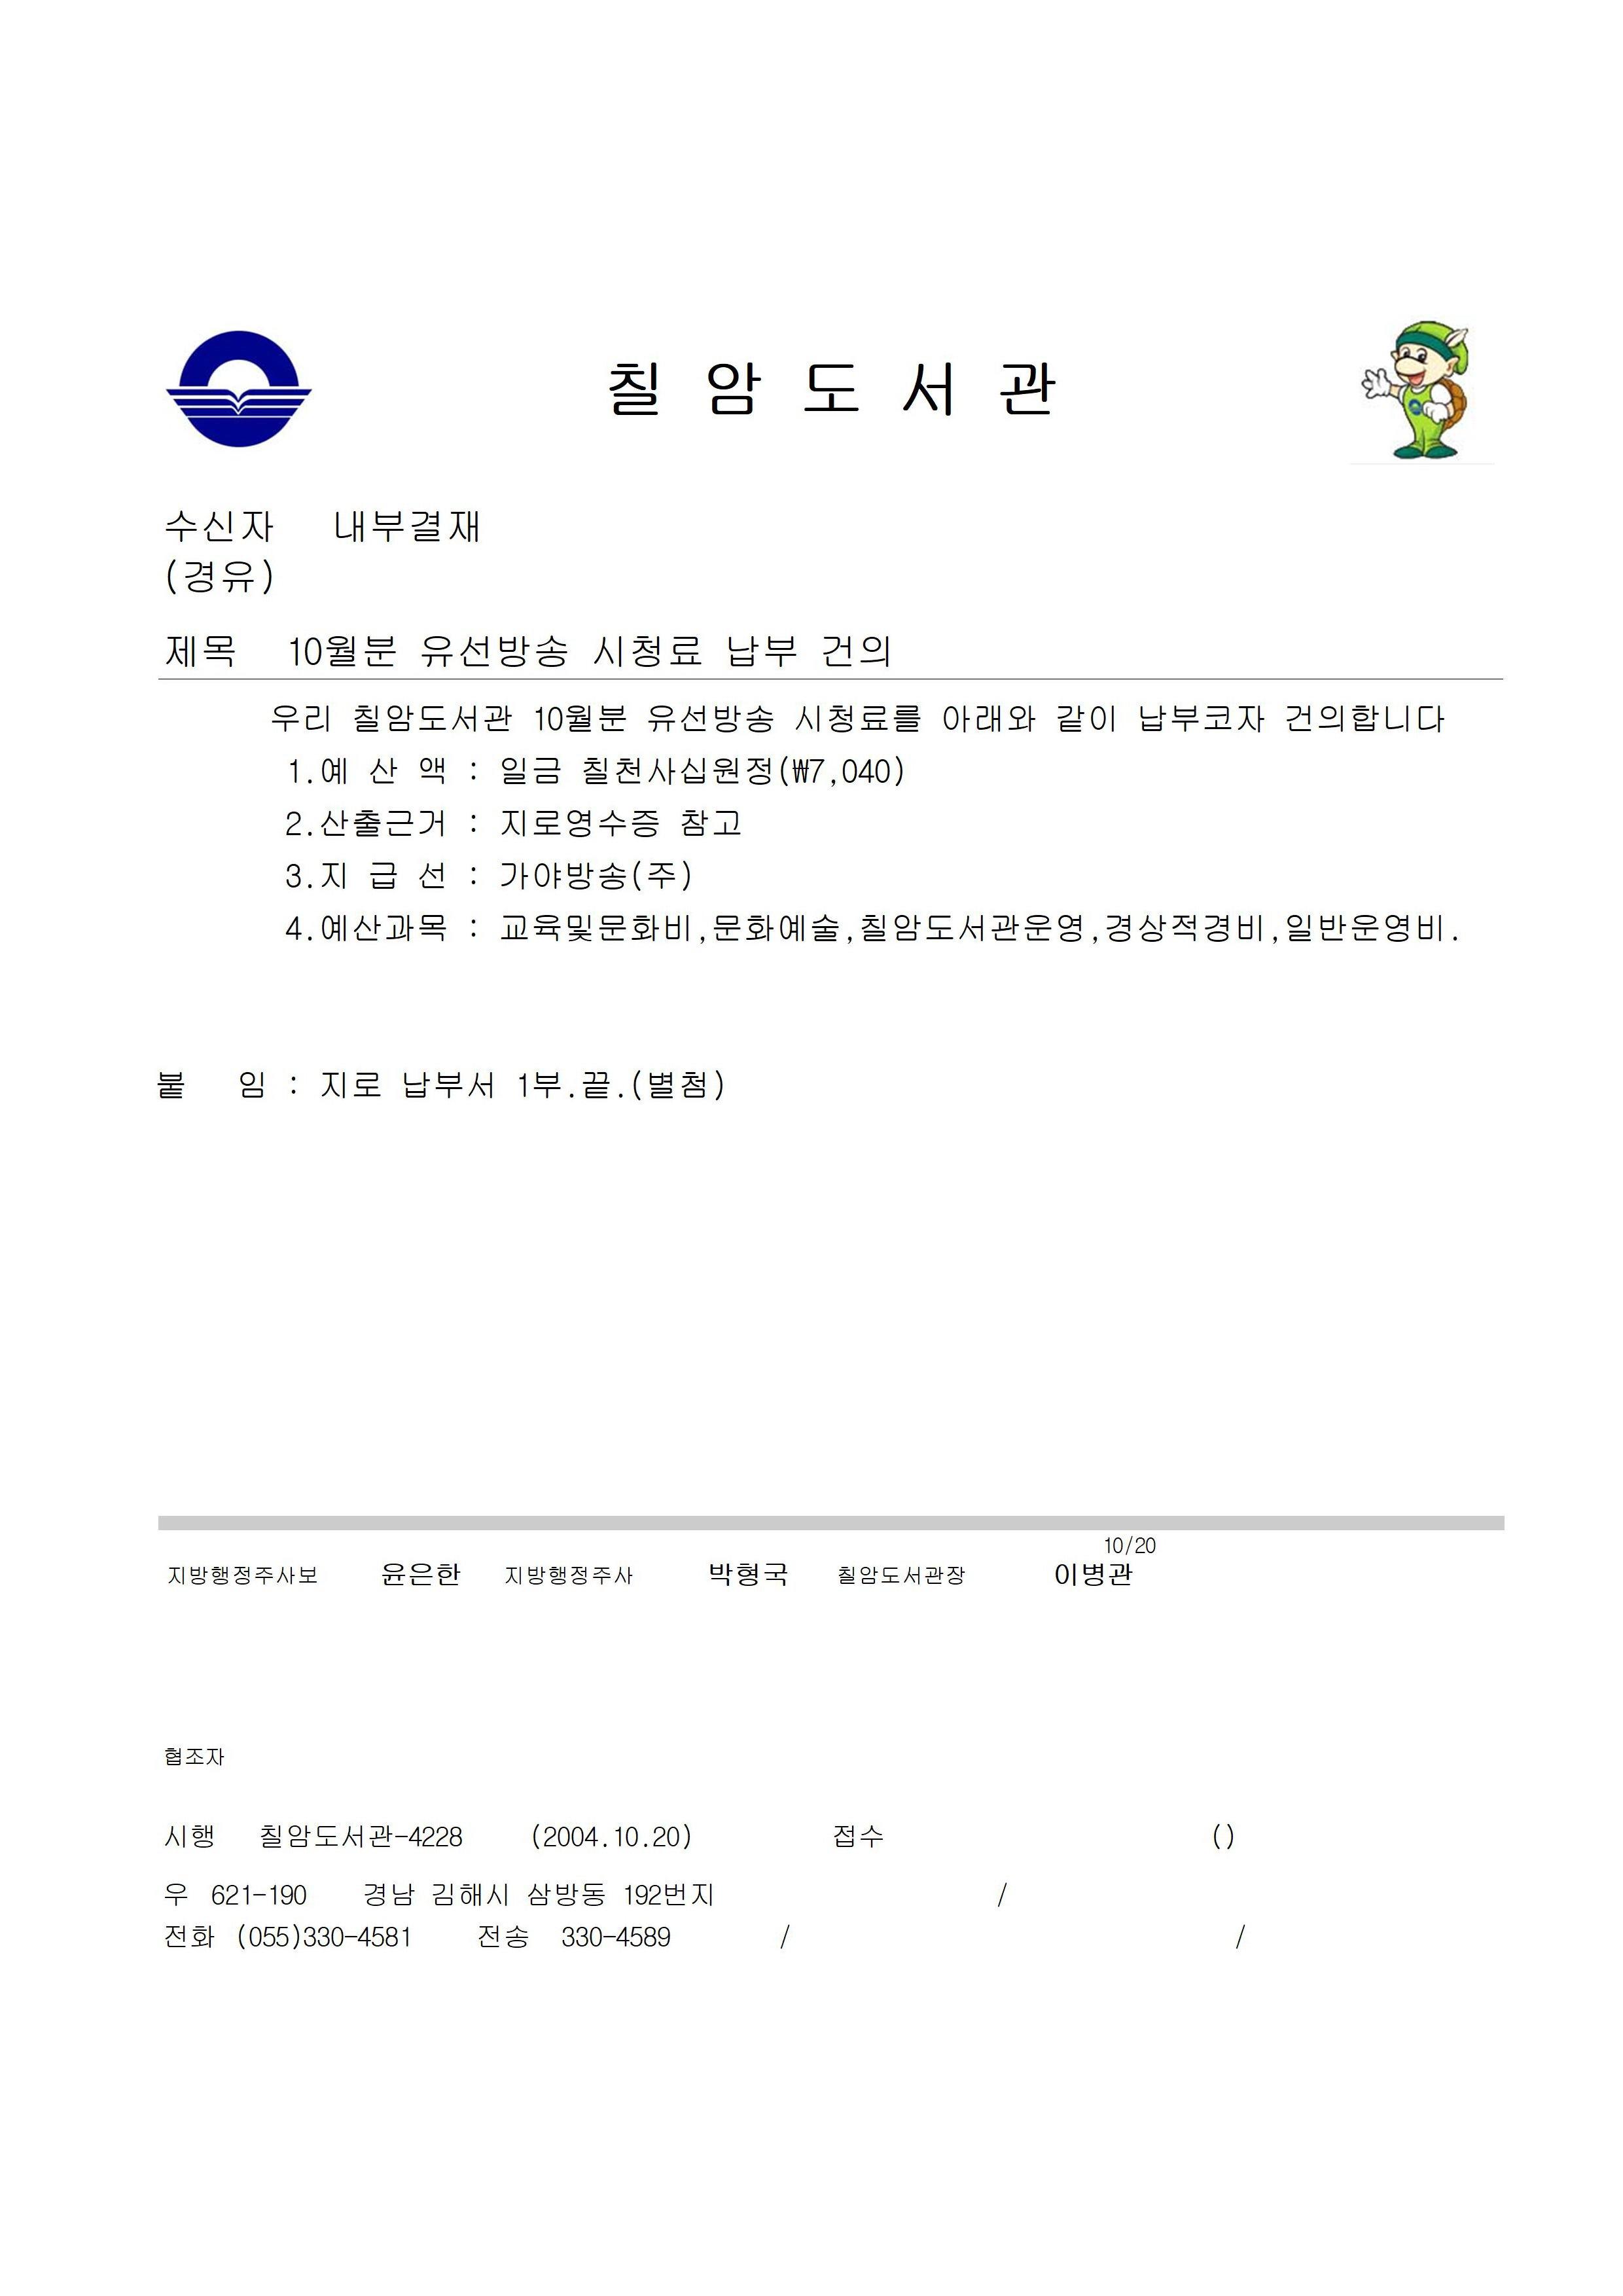 칠 암 도 서 관
수신자 내부결재
(경유)
제목 10월분 유선방송 시청료 납부 건의
우리 칠암도서관 10월분 유선방송 시청료를 아래와 같이 납부코자 건의합니다
1.예 산 액 : 일금 칠천사십원정(₩7,040)
2.산출근거 : 지로영수증 참고
3.지 급 선 : 가야방송(주)
4.예산과목 : 교육및문화비,문화예술,칠암도서관운영,경상적경비,일반운영비.
붙 임 : 지로 납부서 1부.끝.(별첨)
10/20
지방행정주사보 윤은한 지방행정주사 박형국 칠암도서관장 이병관
협조자
시행 칠암도서관-4228 (2004.10.20) 접수 ()
우 621-190 경남 김해시 삼방동 192번지 /
전화 (055)330-4581 전송 330-4589 / /